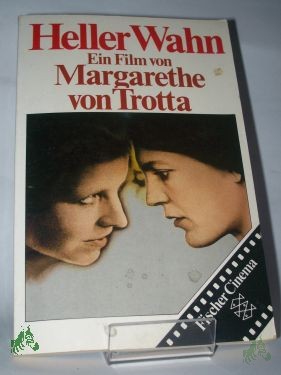 Heller Wahn
Ein Film von
Margarethe
von Trotta
Fischer Cinema